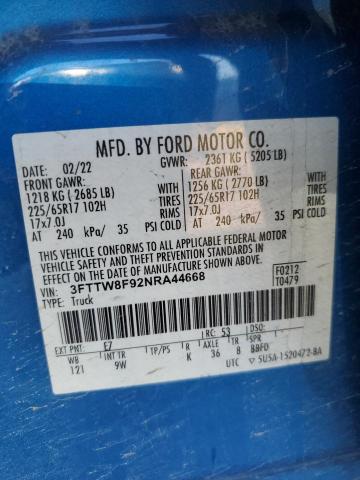 MFD. BY FORD MOTOR CO.
DATE: 02/22 GVWR: 2361 KG (5205 LB)
FRONT GAWR: REAR GAWR:
1218 KG (2685 LB) WITH 1256 KG (2770 LB) WITH
225/65R17 102H TIRES 225/65R17 102H TIRES
17x7.0J RIMS 17x7.0J RIMS
AT 240 kPa/ 35 PSI COLD AT 240 kPa/ 35 PSI COLD
THIS VEHICLE CONFORMS TO ALL APPLICABLE FEDERAL MOTOR
VEHICLE SAFETY STANDARD, BUMPER, AND THEFT PREVENTION STANDARDS IN
EFFECT ON THE DATE OF MANUFACTURE SHOWN ABOVE.
VIN: 3FTTW8F92NRA44668 F0212
TYPE: Truck T0479
EXT PNT: E7 RC: 53 DSO:
WB INT TR TP/PS R AXLE TR SPR
121 9W K 36 8 BBFD
UTC 5U5A-1520472-BA